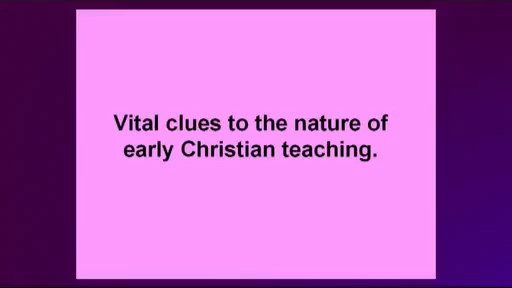 Vital clues to the nature of
early Christian teaching.